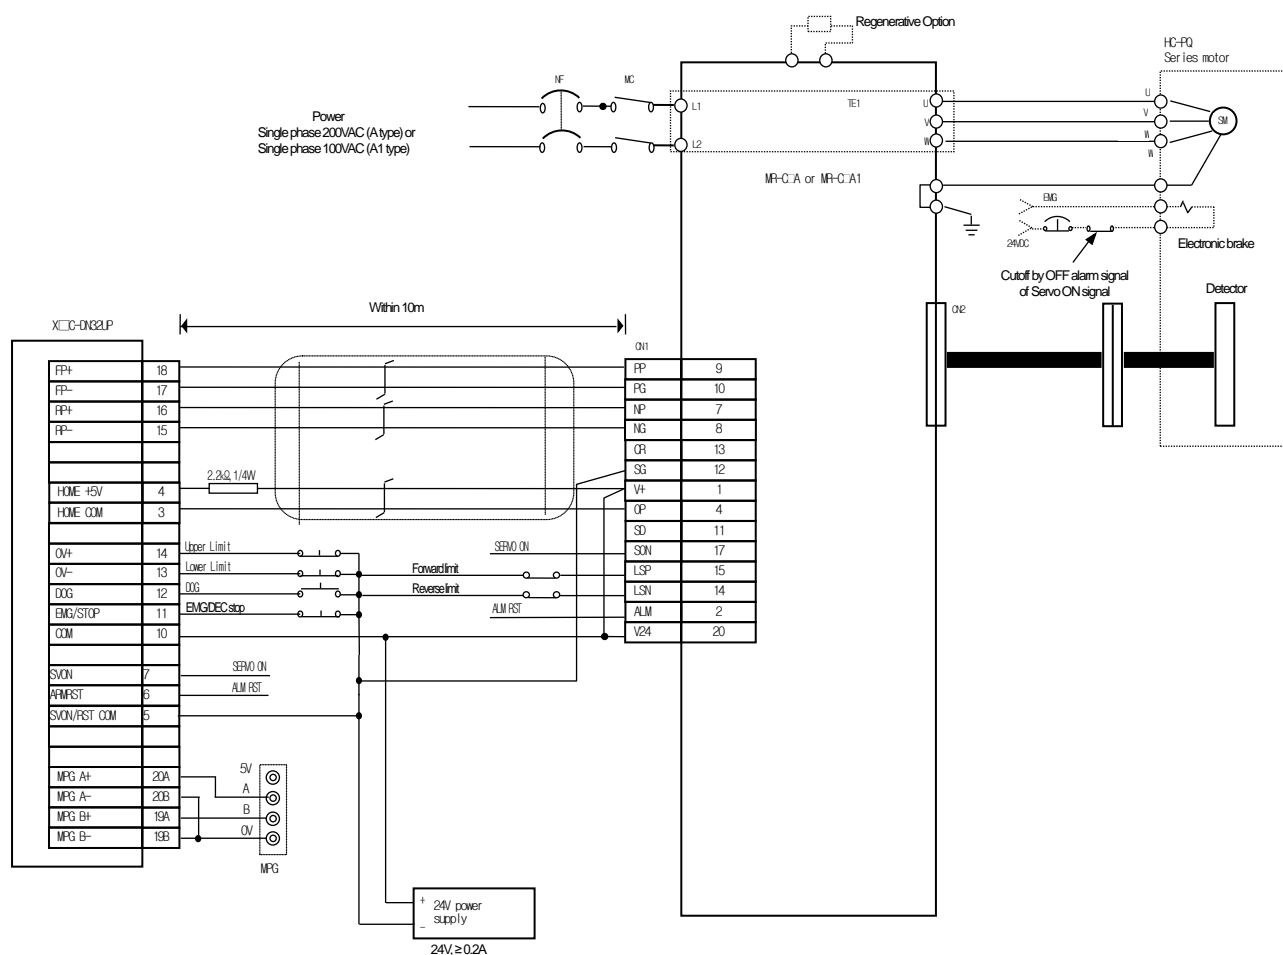 Regenerative Option
HC-PQ
Series motor
NF
MC
Power
Single phase 200VAC (A type) or
Single phase 100VAC (A1 type)
L1
L2
TE1
U
V
W
U
V
W
W
SM
MR-C□A or MR-C□A1
EMG
24VDC
Electronic brake
Cutoff by OFF alarm signal
of Servo ON signal
Detector
CN2
Within 10m
X□C-DN32UP
CN1
FP+ 18
FP- 17
RP+ 16
RP- 15
HOME +5V 4
HOME COM 3
OV+ 14
OV- 13
DOG 12
EMG/STOP 11
COM 10
SVON 7
ARMRST 6
SVON/RST COM 5
MPG A+ 20A
MPG A- 20B
MPG B+ 19A
MPG B- 19B
2.2kΩ, 1/4W
Upper Limit
Lower Limit
DOG
EMG/DEC stop
SERVO ON
ALM RST
SERVO ON
Forward limit
Reverse limit
ALM RST
PP 9
PG 10
NP 7
NG 8
CR 13
SG 12
V+ 1
OP 4
SD 11
SON 17
LSP 15
LSN 14
ALM 2
V24 20
5V
A
B
0V
MPG
+
24V power
supply
-
24V, ≥ 0.2A